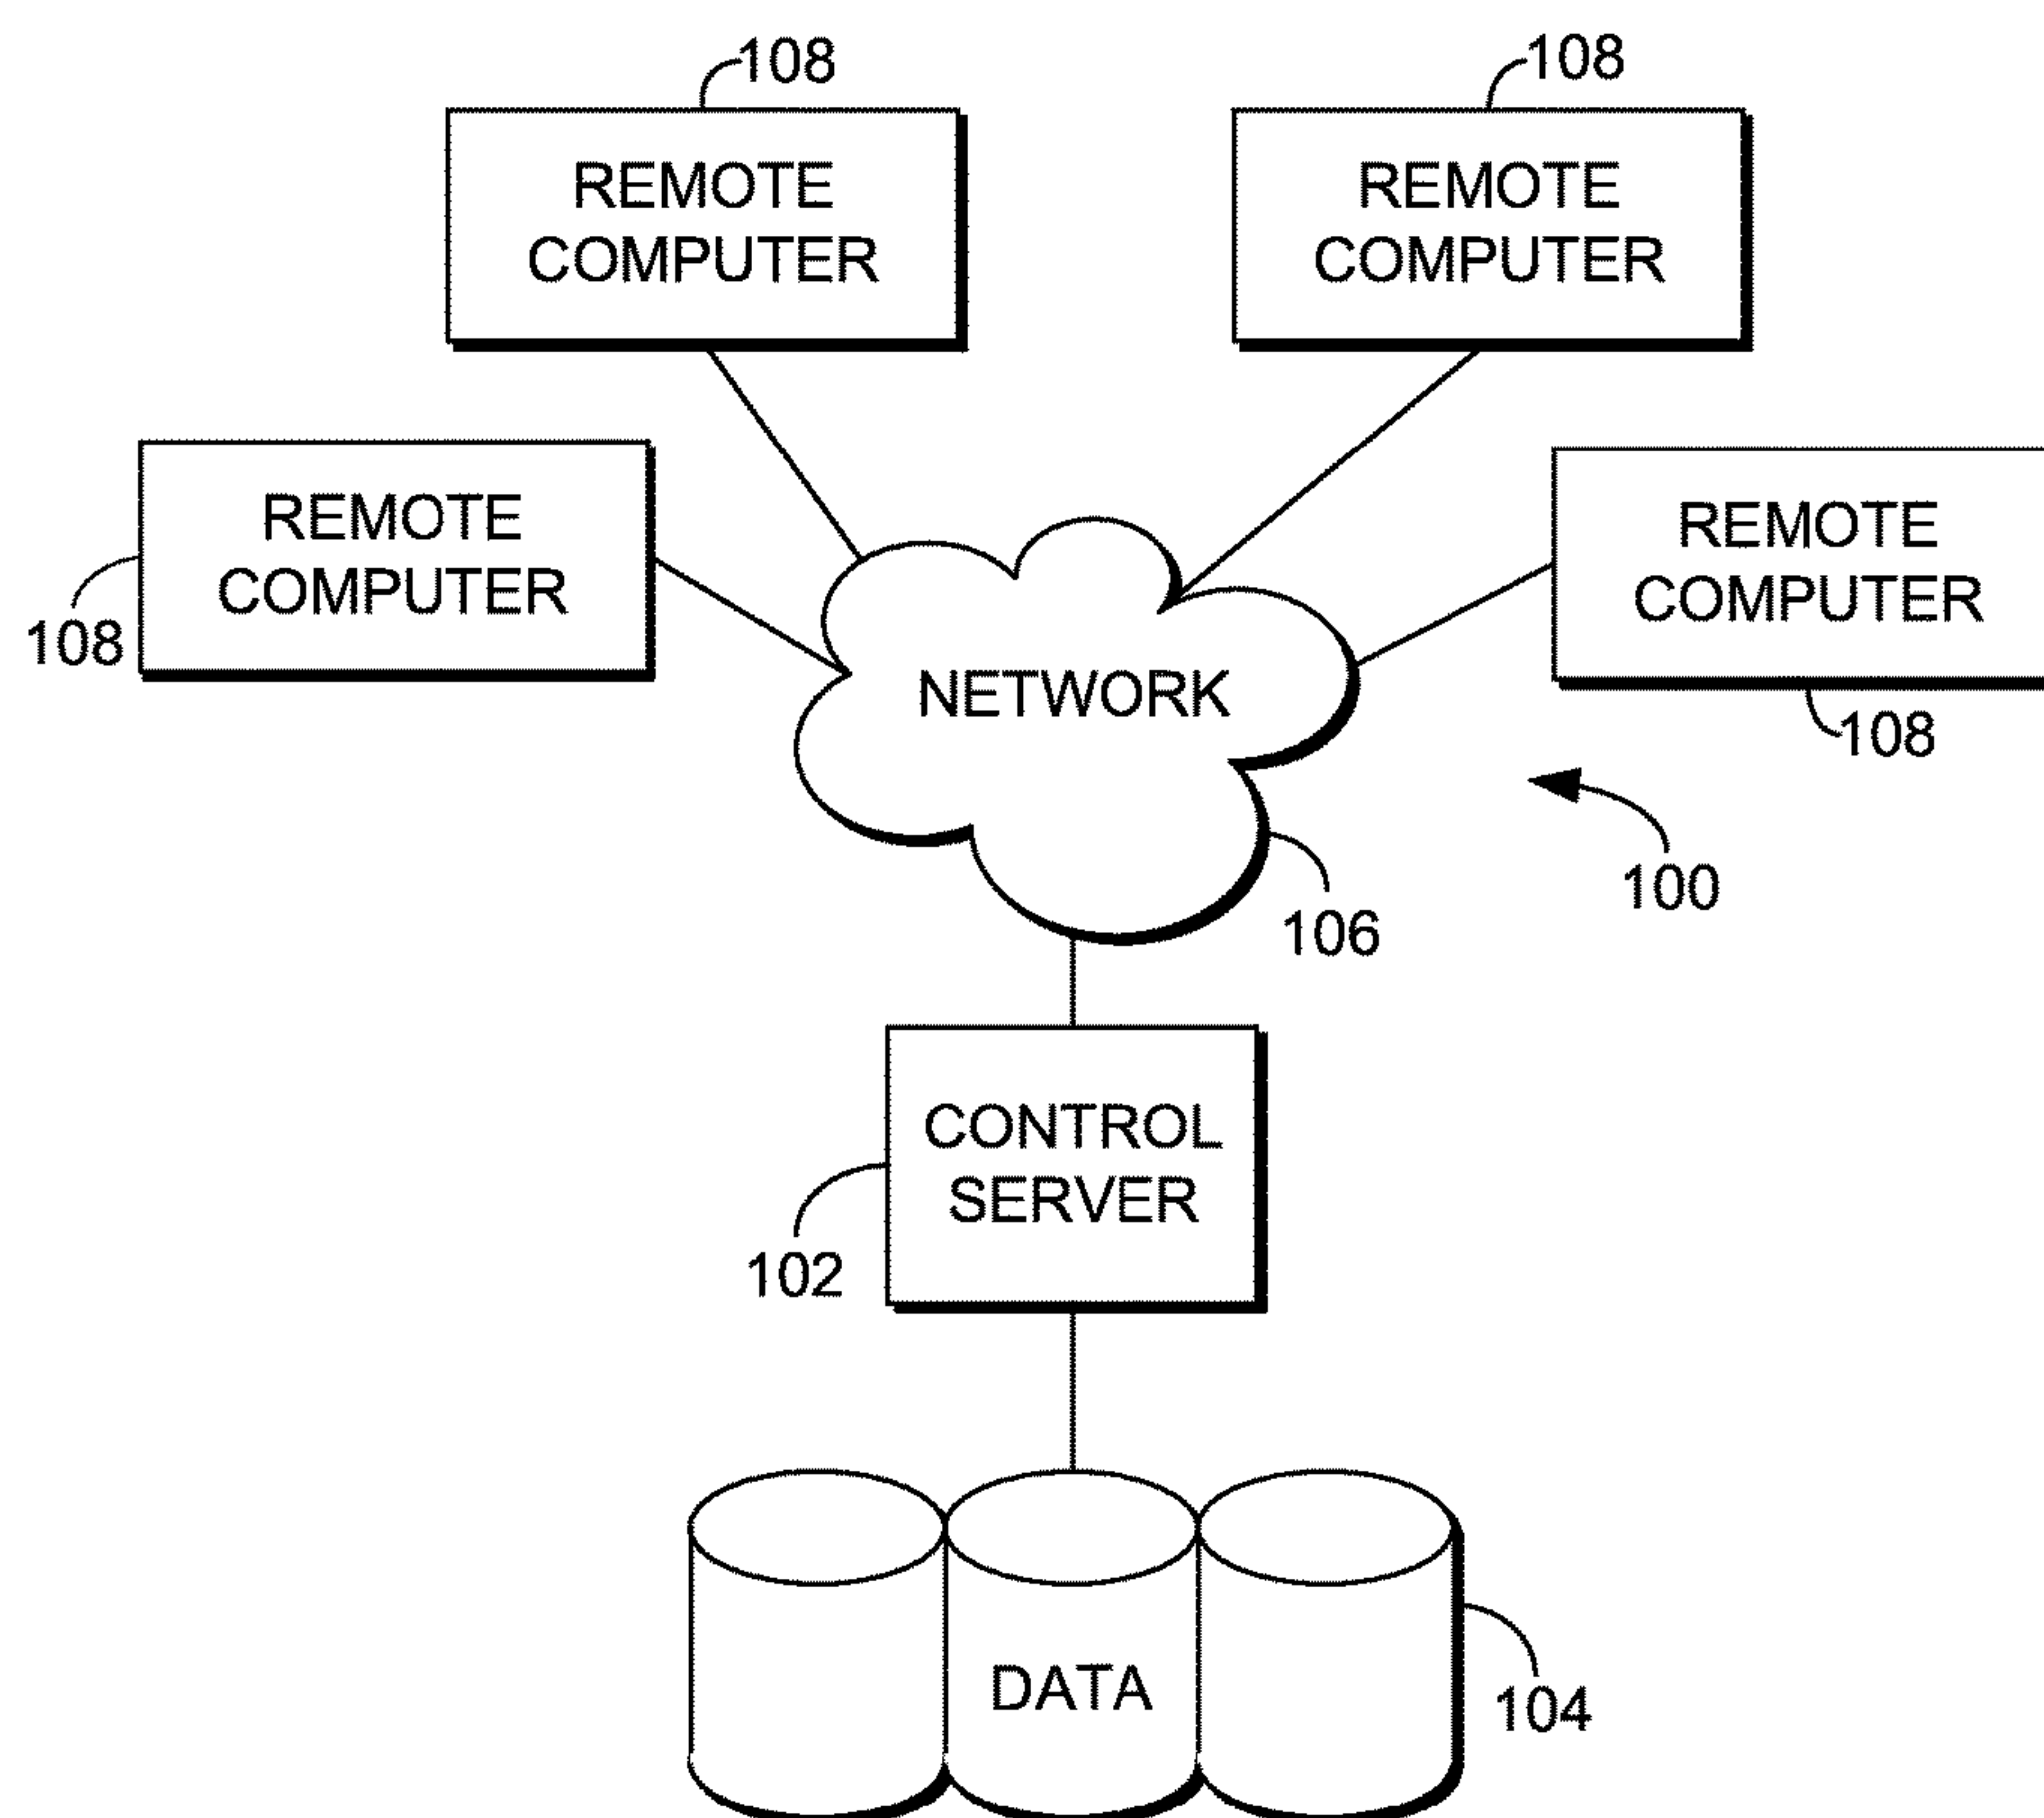 108
108
REMOTE
COMPUTER
REMOTE
COMPUTER
REMOTE
COMPUTER
108
REMOTE
COMPUTER
108
NETWORK
100
106
CONTROL
SERVER
102
DATA
104